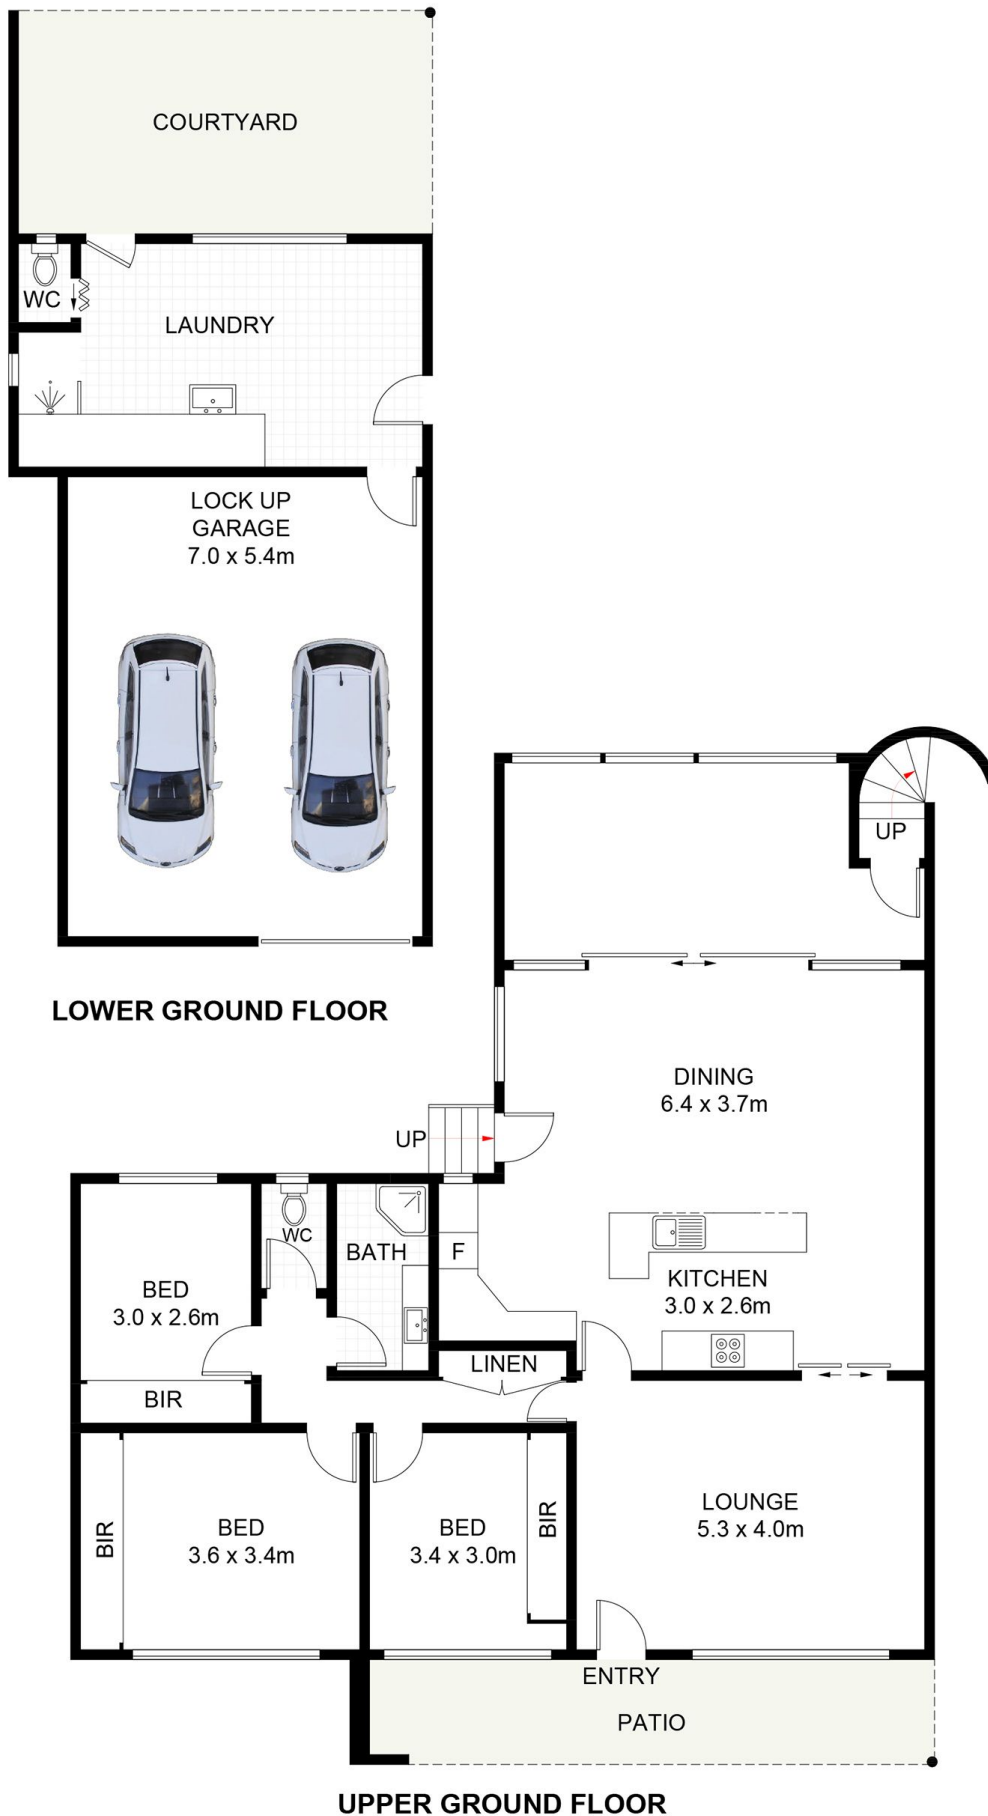 COURTYARD
WC
LAUNDRY
LOCK UP
GARAGE
7.0 x 5.4m
LOWER GROUND FLOOR
UP
DINING
6.4 x 3.7m
UP
WC
BATH
F
KITCHEN
3.0 x 2.6m
BED
3.0 x 2.6m
BIR
LINEN
BIR
BED
3.6 x 3.4m
BED
3.4 x 3.0m
BIR
LOUNGE
5.3 x 4.0m
ENTRY
PATIO
UPPER GROUND FLOOR